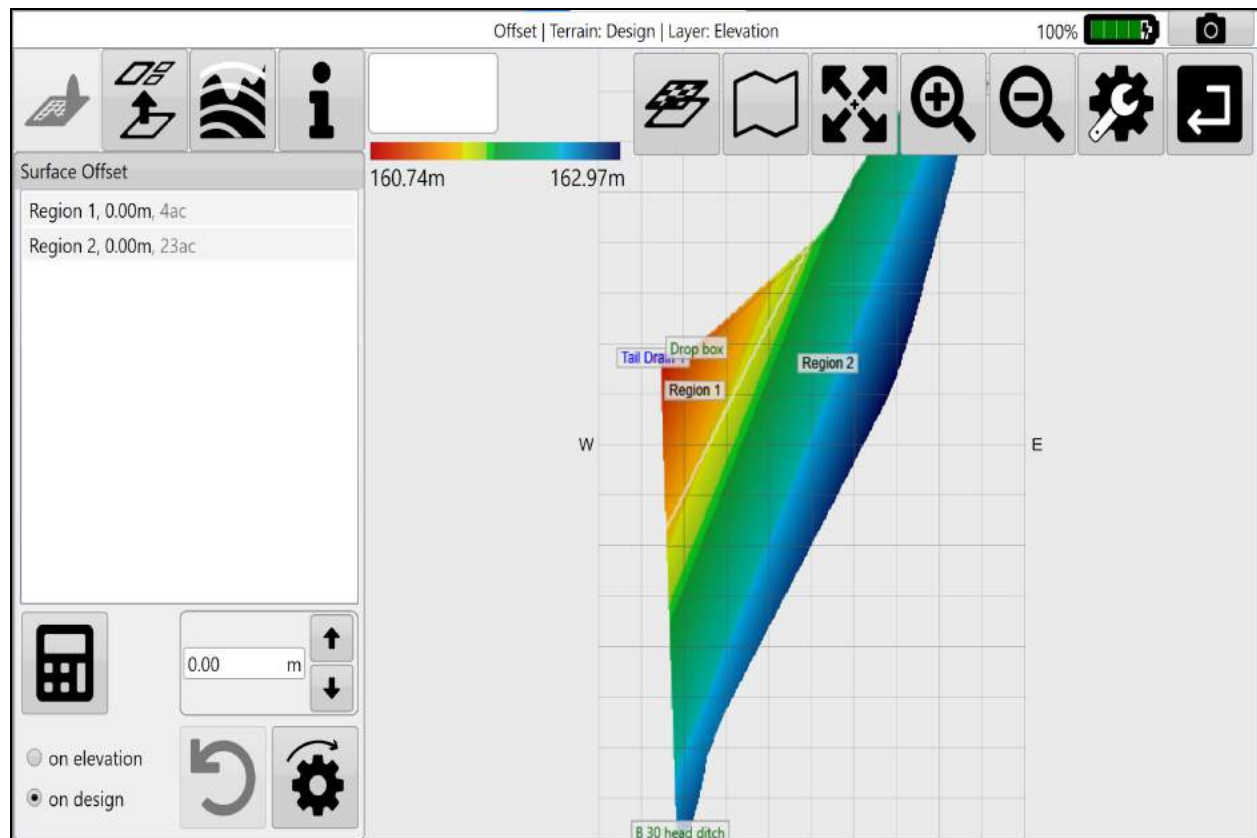 Offset | Terrain: Design | Layer: Elevation
100%
Surface Offset
160.74m
162.97m
Region 1, 0.00m, 4ac
Region 2, 0.00m, 23ac
Drop box
Tail Drain 1
Region 2
Region 1
W
E
0.00 m
on elevation
on design
B 30 head ditch